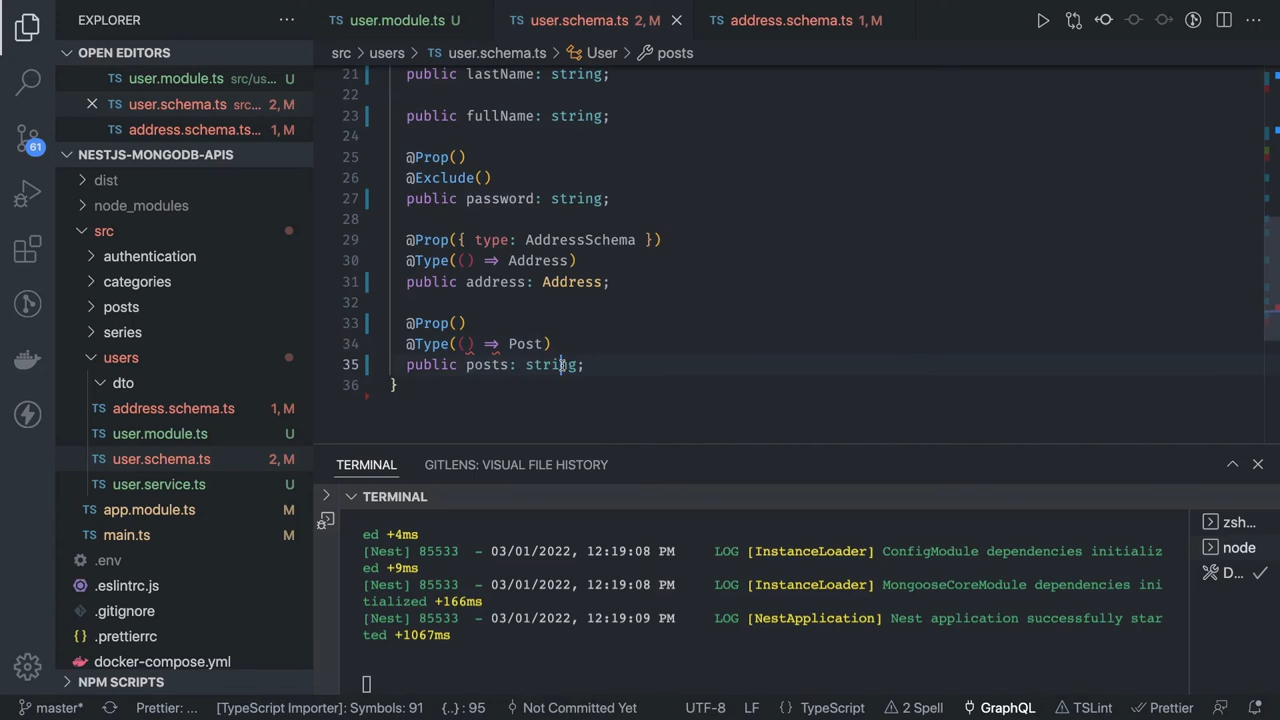 EXPLORER
user.module.ts U
user.schema.ts 2, M
address.schema.ts 1, M
OPEN EDITORS
TS user.module.ts src/us... U
TS user.schema.ts src... 2, M
TS address.schema.ts... 1, M
NESTJS-MONGODB-APIS
dist
node_modules
src
authentication
categories
posts
series
users
dto
TS address.schema.ts 1, M
TS user.module.ts U
TS user.schema.ts 2, M
TS user.service.ts U
TS app.module.ts M
TS main.ts M
.env
.eslintrc.js
.gitignore
.prettierrc
docker-compose.yml
NPM SCRIPTS
61
src > users > TS user.schema.ts > User > posts
21 public lastName: string;
22
23 public fullName: string;
24
25 @Prop()
26 @Exclude()
27 public password: string;
28
29 @Prop({ type: AddressSchema })
30 @Type(() => Address)
31 public address: Address;
32
33 @Prop()
34 @Type(() => Post)
35 public posts: string;
36 }
TERMINAL GITLENS: VISUAL FILE HISTORY
TERMINAL
ed +4ms
[Nest] 85533 - 03/01/2022, 12:19:08 PM LOG [InstanceLoader] ConfigModule dependencies initializ
ed +9ms
[Nest] 85533 - 03/01/2022, 12:19:08 PM LOG [InstanceLoader] MongooseCoreModule dependencies ini
tialized +166ms
[Nest] 85533 - 03/01/2022, 12:19:09 PM LOG [NestApplication] Nest application successfully star
ted +1067ms
zsh...
node
D...
master* Prettier: ... [TypeScript Importer]: Symbols: 91 {..}: 95 Not Committed Yet UTF-8 LF { } TypeScript 2 Spell GraphQL TSLint Prettier